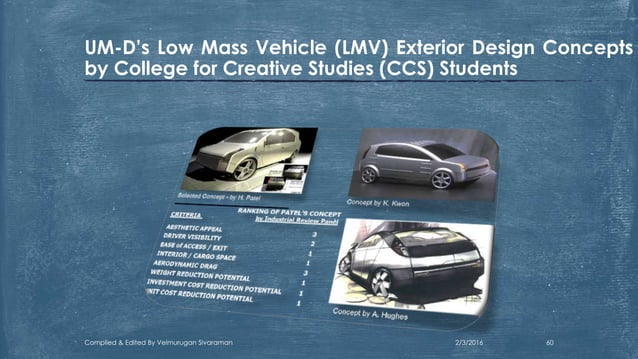 UM-D's Low Mass Vehicle (LMV) Exterior Design Concepts
by College for Creative Studies (CCS) Students
Selected Concept - by H. Patel
Concept by K. Kwon
CRITERIA
RANKING OF PATEL'S CONCEPT
by Industrial Review Panel
AESTHETIC APPEAL 3
DRIVER VISIBILITY 2
EASE of ACCESS / EXIT 1
INTERIOR / CARGO SPACE 1
AERODYNAMIC DRAG 3
WEIGHT REDUCTION POTENTIAL 1
INVESTMENT COST REDUCTION POTENTIAL 1
UNIT COST REDUCTION POTENTIAL 1
Concept by A. Hughes
Complied & Edited By Velmurugan Sivaraman
2/3/2016
60